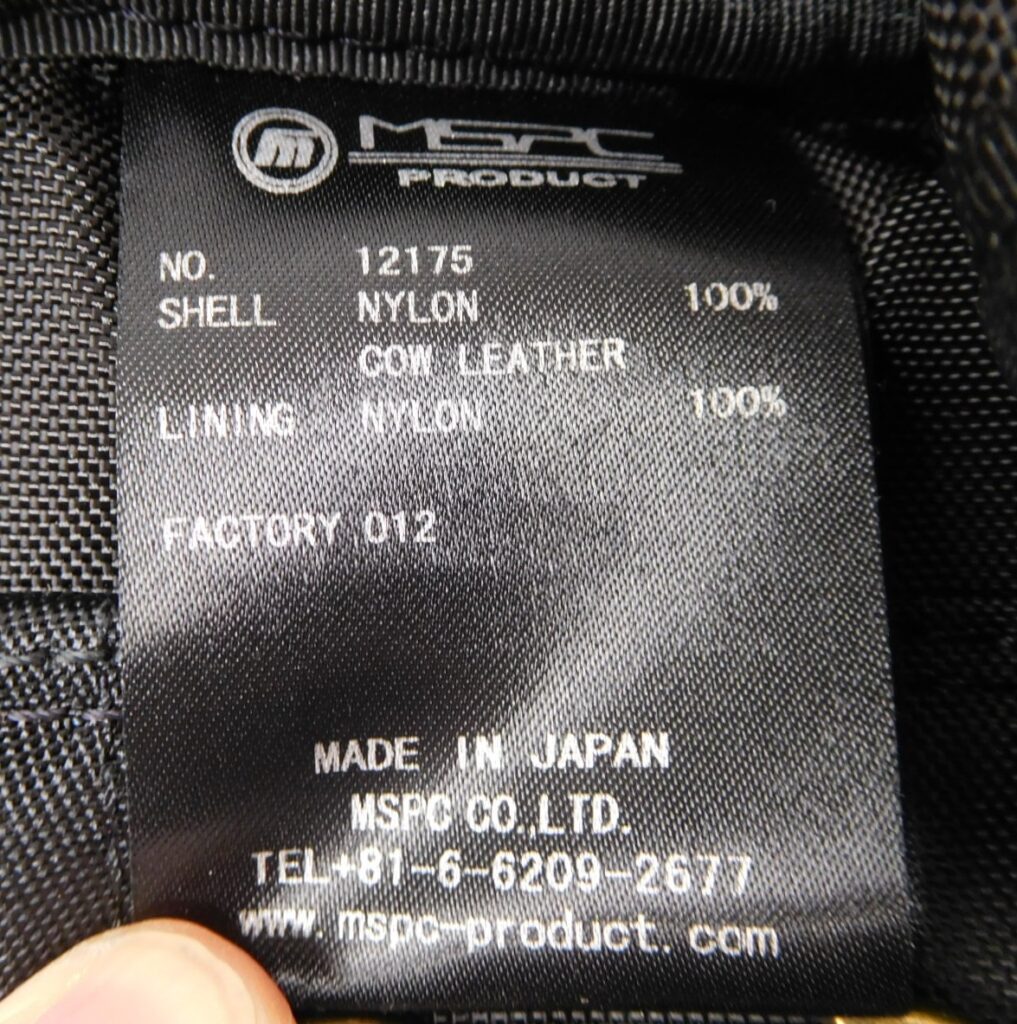 m MSPC
PRODUCT
NO. 12175
SHELL NYLON 100%
COW LEATHER
LINING NYLON 100%
FACTORY 012
MADE IN JAPAN
MSPC CO.,LTD.
TEL+81-6-6209-2677
www.mspc-product.com